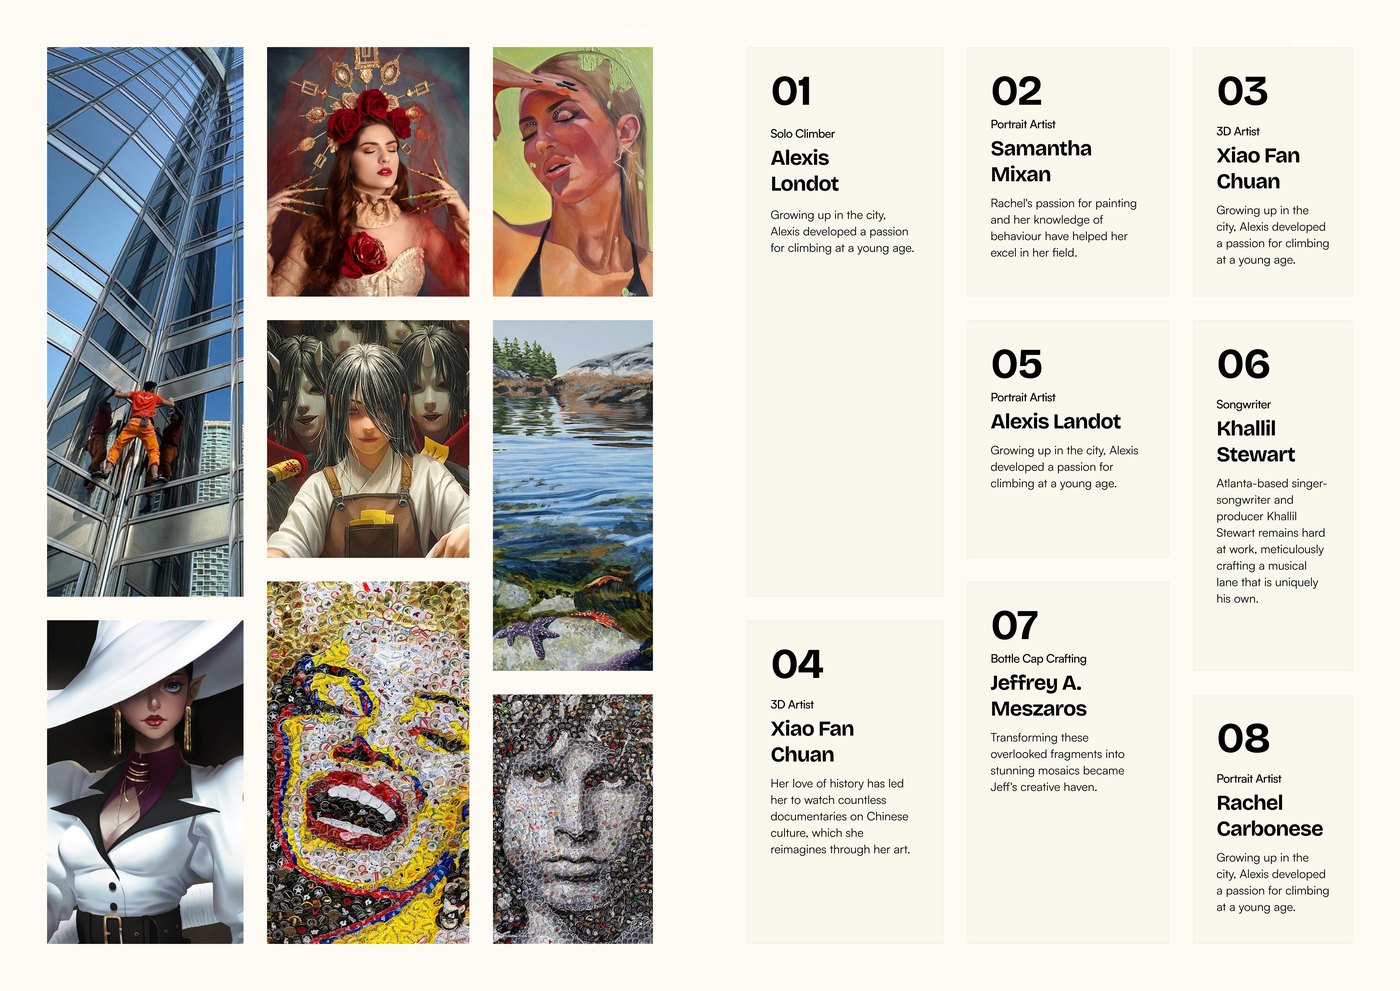 01
Solo Climber
Alexis
Londot
Growing up in the city,
Alexis developed a passion
for climbing at a young age.
02
Portrait Artist
Samantha
Mixan
Rachel's passion for painting
and her knowledge of
behaviour have helped her
excel in her field.
03
3D Artist
Xiao Fan
Chuan
Growing up in the
city, Alexis developed
a passion for climbing
at a young age.
04
3D Artist
Xiao Fan
Chuan
Her love of history has led
her to watch countless
documentaries on Chinese
culture, which she
reimagines through her art.
05
Portrait Artist
Alexis Landot
Growing up in the city, Alexis
developed a passion for
climbing at a young age.
06
Songwriter
Khallil
Stewart
Atlanta-based singer-
songwriter and
producer Khallil
Stewart remains hard
at work, meticulously
crafting a musical
lane that is uniquely
his own.
07
Bottle Cap Crafting
Jeffrey A.
Meszaros
Transforming these
overlooked fragments into
stunning mosaics became
Jeff's creative haven.
08
Portrait Artist
Rachel
Carbonese
Growing up in the
city, Alexis developed
a passion for climbing
at a young age.